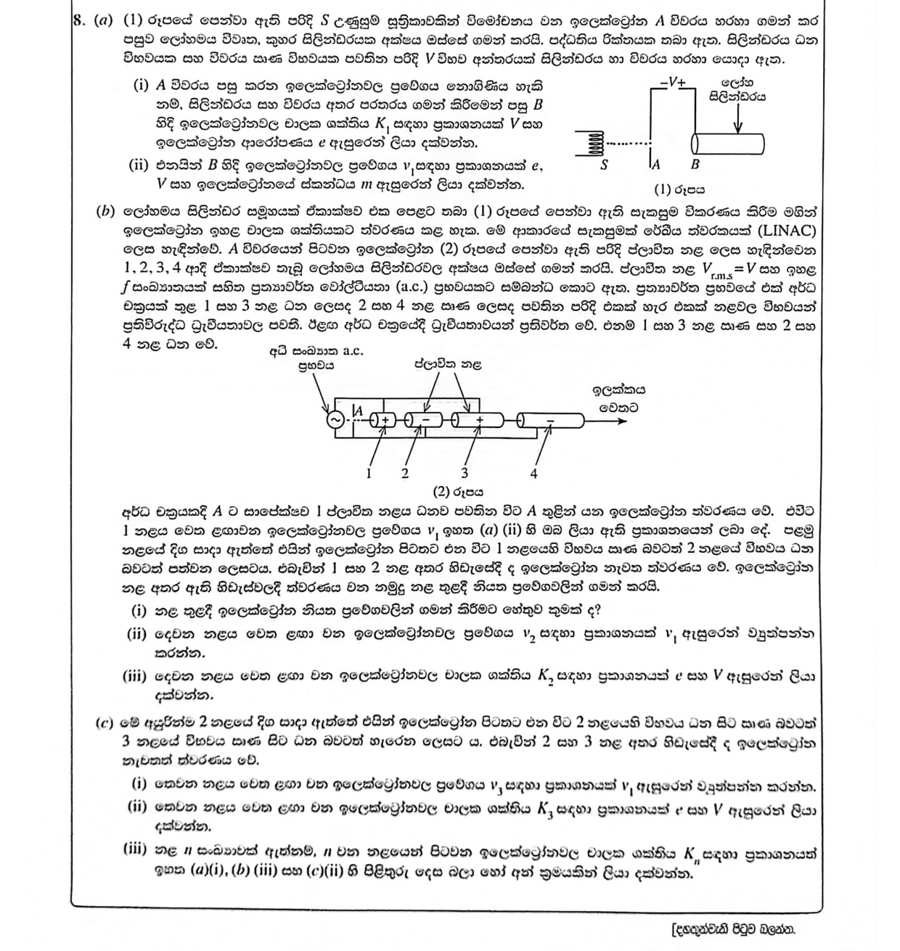 8. (a) (1) රූපයේ පෙන්වා ඇති පරිදි S උණුසුම් සූත්‍රිකාවකින් විමෝචනය වන ඉලෙක්ට්‍රෝන A විවරය හරහා ගමන් කර
පසුව ලෝහමය විවෘත, කුහර සිලින්ඩරයක අක්ෂය ඔස්සේ ගමන් කරයි. පද්ධතිය රික්තයක තබා ඇත. සිලින්ඩරය ධන
විභවයක සහ විවරය ඍණ විභවයක පවතින පරිදි V විභව අන්තරයක් සිලින්ඩරය හා විවරය හරහා යොදා ඇත.
(i) A විවරය පසු කරන ඉලෙක්ට්‍රෝනවල ප්‍රවේගය නොගිණිය හැකි
නම්, සිලින්ඩරය සහ විවරය අතර පරතරය ගමන් කිරීමෙන් පසු B
හිදී ඉලෙක්ට්‍රෝනවල චාලක ශක්තිය K1 සඳහා ප්‍රකාශනයක් V සහ
ඉලෙක්ට්‍රෝන ආරෝපණය e ඇසුරෙන් ලියා දක්වන්න.
(ii) එනයින් B හිදී ඉලෙක්ට්‍රෝනවල ප්‍රවේගය v1 සඳහා ප්‍රකාශනයක් e,
V සහ ඉලෙක්ට්‍රෝනයේ ස්කන්ධය m ඇසුරෙන් ලියා දක්වන්න.
−V+
ලෝහ
සිලින්ඩරය
S A B
(1) රූපය
(b) ලෝහමය සිලින්ඩර සමූහයක් ඒකාක්ෂව එක පෙළට තබා (1) රූපයේ පෙන්වා ඇති සැකසුම විකරණය කිරීම මගින්
ඉලෙක්ට්‍රෝන ඉහළ චාලක ශක්තියකට ත්වරණය කළ හැක. මේ ආකාරයේ සැකසුමක් රේඛීය ත්වරකයක් (LINAC)
ලෙස හැඳින්වේ. A විවරයෙන් පිටවන ඉලෙක්ට්‍රෝන (2) රූපයේ පෙන්වා ඇති පරිදි ප්ලාවිත නළ ලෙස හැඳින්වෙන
1, 2, 3, 4 ආදී ඒකාක්ෂව තැබූ ලෝහමය සිලින්ඩරවල අක්ෂය ඔස්සේ ගමන් කරයි. ප්ලාවිත නළ Vr.m.s = V සහ ඉහළ
f සංඛ්‍යාතයක් සහිත ප්‍රත්‍යාවර්ත වෝල්ටීයතා (a.c.) ප්‍රභවයකට සම්බන්ධ කොට ඇත. ප්‍රත්‍යාවර්ත ප්‍රභවයේ එක් අර්ධ
චක්‍රයක් තුළ 1 සහ 3 නළ ධන ලෙසද 2 සහ 4 නළ ඍණ ලෙසද පවතින පරිදි එකක් හැර එකක් නළවල විභවයන්
ප්‍රතිවිරුද්ධ ධ්‍රැවීයතාවල පවතී. ඊළඟ අර්ධ චක්‍රයේදී ධ්‍රැවීයතාවයන් ප්‍රතිවර්ත වේ. එනම් 1 සහ 3 නළ ඍණ සහ 2 සහ
4 නළ ධන වේ.
අධි සංඛ්‍යාත a.c.
ප්‍රභවය
ප්ලාවිත නළ
ඉලක්කය
වෙතට
A + − + −
1 2 3 4
(2) රූපය
අර්ධ චක්‍රයකදී A ට සාපේක්ෂව 1 ප්ලාවිත නළය ධනව පවතින විට A තුළින් යන ඉලෙක්ට්‍රෝන ත්වරණය වේ. එවිට
1 නළය වෙත ළඟාවන ඉලෙක්ට්‍රෝනවල ප්‍රවේගය v1 ඉහත (a) (ii) හි ඔබ ලියා ඇති ප්‍රකාශනයෙන් ලබා දේ. පළමු
නළයේ දිග සාදා ඇත්තේ එයින් ඉලෙක්ට්‍රෝන පිටතට එන විට 1 නළයෙහි විභවය ඍණ බවටත් 2 නළයේ විභවය ධන
බවටත් පත්වන ලෙසටය. එබැවින් 1 සහ 2 නළ අතර හිඩැසේදී ද ඉලෙක්ට්‍රෝන නැවත ත්වරණය වේ. ඉලෙක්ට්‍රෝන
නළ අතර ඇති හිඩැස්වලදී ත්වරණය වන නමුදු නළ තුළදී නියත ප්‍රවේගවලින් ගමන් කරයි.
(i) නළ තුළදී ඉලෙක්ට්‍රෝන නියත ප්‍රවේගවලින් ගමන් කිරීමට හේතුව කුමක් ද?
(ii) දෙවන නළය වෙත ළඟා වන ඉලෙක්ට්‍රෝනවල ප්‍රවේගය v2 සඳහා ප්‍රකාශනයක් v1 ඇසුරෙන් ව්‍යුත්පන්න
කරන්න.
(iii) දෙවන නළය වෙත ළඟා වන ඉලෙක්ට්‍රෝනවල චාලක ශක්තිය K2 සඳහා ප්‍රකාශනයක් e සහ V ඇසුරෙන් ලියා
දක්වන්න.
(c) මේ අයුරින්ම 2 නළයේ දිග සාදා ඇත්තේ එයින් ඉලෙක්ට්‍රෝන පිටතට එන විට 2 නළයෙහි විභවය ධන සිට ඍණ බවටත්
3 නළයේ විභවය ඍණ සිට ධන බවටත් හැරෙන ලෙසට ය. එබැවින් 2 සහ 3 නළ අතර හිඩැසේදී ද ඉලෙක්ට්‍රෝන
නැවතත් ත්වරණය වේ.
(i) තෙවන නළය වෙත ළඟා වන ඉලෙක්ට්‍රෝනවල ප්‍රවේගය v3 සඳහා ප්‍රකාශනයක් v1 ඇසුරෙන් ව්‍යුත්පන්න කරන්න.
(ii) තෙවන නළය වෙත ළඟා වන ඉලෙක්ට්‍රෝනවල චාලක ශක්තිය K3 සඳහා ප්‍රකාශනයක් e සහ V ඇසුරෙන් ලියා
දක්වන්න.
(iii) නළ n සංඛ්‍යාවක් ඇත්නම්, n වන නළයෙන් පිටවන ඉලෙක්ට්‍රෝනවල චාලක ශක්තිය Kn සඳහා ප්‍රකාශනයක්
ඉහත (a)(i), (b) (iii) සහ (c)(ii) හි පිළිතුරු දෙස බලා හෝ අන් ක්‍රමයකින් ලියා දක්වන්න.
[දහතුන්වැනි පිටුව බලන්න.